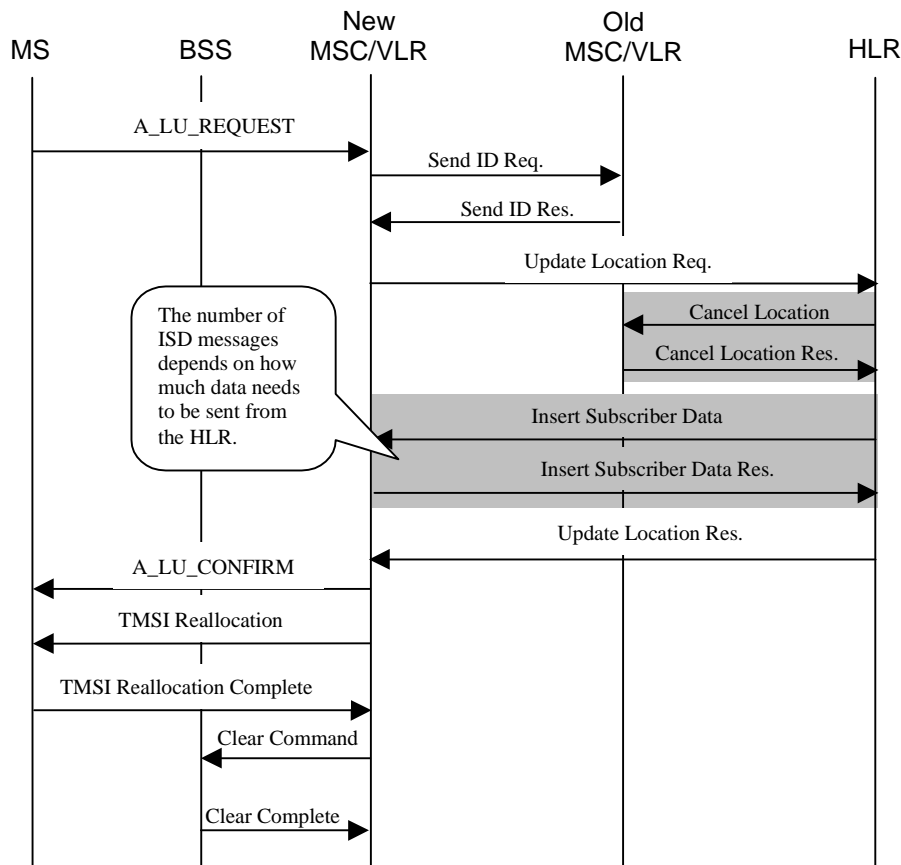 New
Old
MS
BSS
MSC/VLR
MSC/VLR
HLR
A_LU_REQUEST
Send ID Req.
Send ID Res.
Update Location Req.
The number of
ISD messages
depends on how
much data needs
to be sent from
the HLR.
Cancel Location
Cancel Location Res.
Insert Subscriber Data
Insert Subscriber Data Res.
Update Location Res.
A_LU_CONFIRM
TMSI Reallocation
TMSI Reallocation Complete
Clear Command
Clear Complete